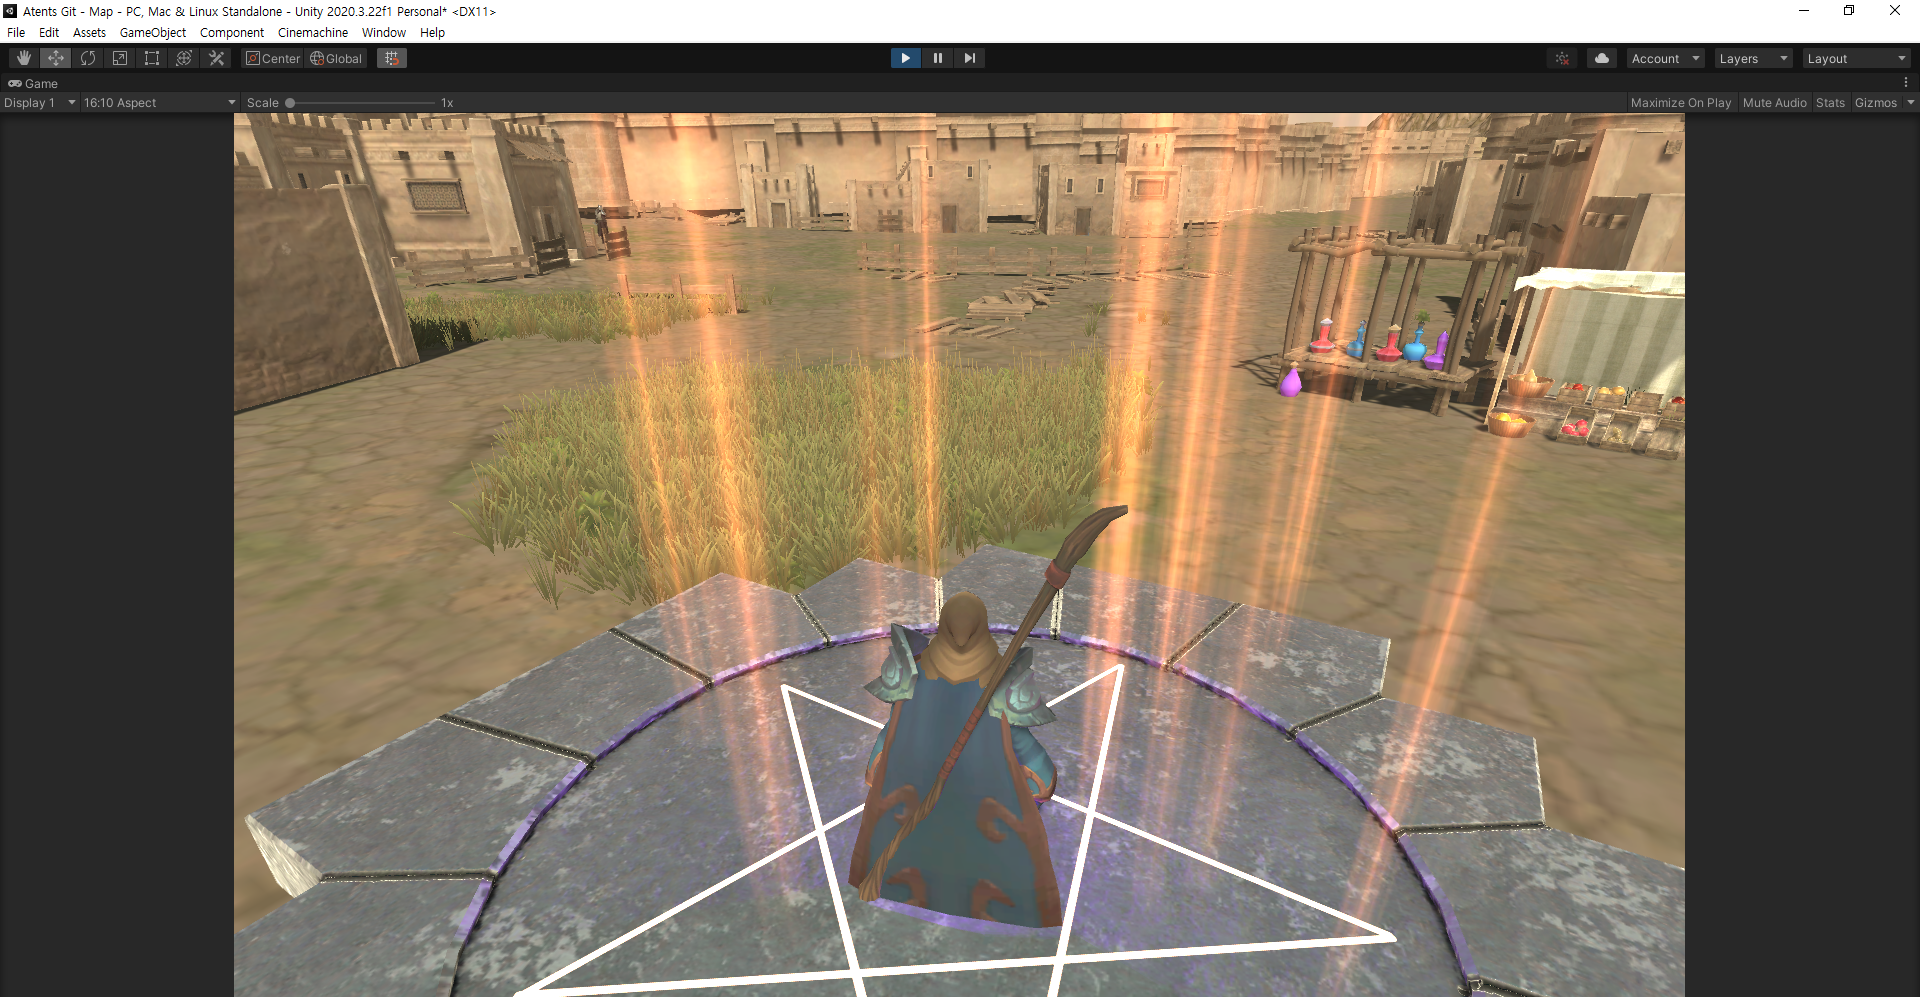 Atents Git - Map - PC, Mac & Linux Standalone - Unity 2020.3.22f1 Personal* <DX11>
File Edit Assets GameObject Component Cinemachine Window Help
Center Global Account Layers Layout
Game
Display 1 16:10 Aspect Scale 1x Maximize On Play Mute Audio Stats Gizmos